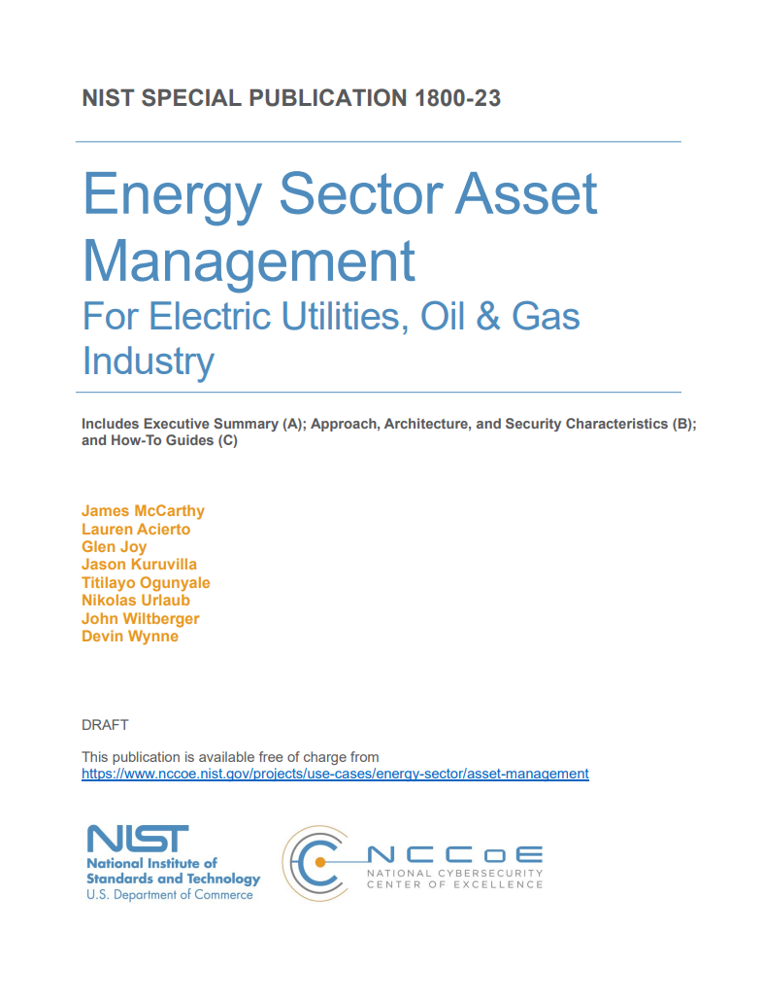 NIST SPECIAL PUBLICATION 1800-23
Energy Sector Asset
Management
For Electric Utilities, Oil & Gas
Industry
Includes Executive Summary (A); Approach, Architecture, and Security Characteristics (B);
and How-To Guides (C)
James McCarthy
Lauren Acierto
Glen Joy
Jason Kuruvilla
Titilayo Ogunyale
Nikolas Urlaub
John Wiltberger
Devin Wynne
DRAFT
This publication is available free of charge from
https://www.nccoe.nist.gov/projects/use-cases/energy-sector/asset-management
NIST
National Institute of
Standards and Technology
U.S. Department of Commerce
NCCoE
NATIONAL CYBERSECURITY
CENTER OF EXCELLENCE